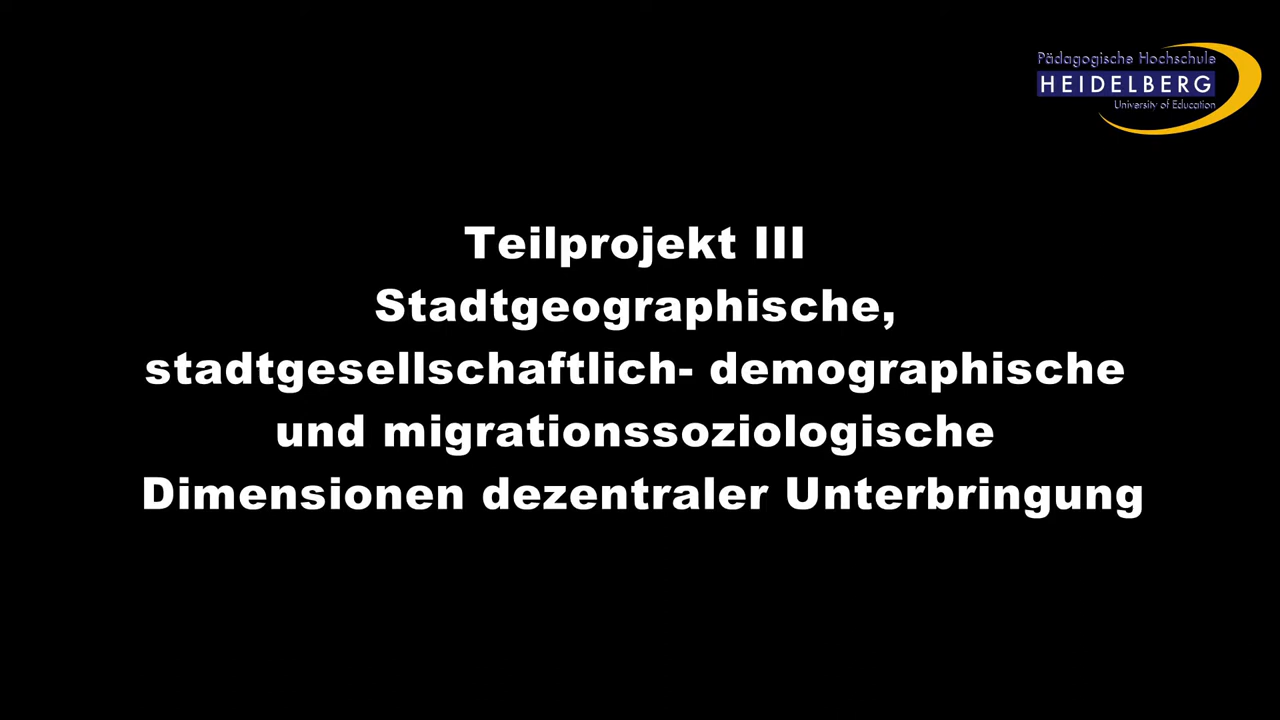 Pädagogische Hochschule
HEIDELBERG
University of Education
Teilprojekt III
Stadtgeographische,
stadtgesellschaftlich- demographische
und migrationssoziologische
Dimensionen dezentraler Unterbringung